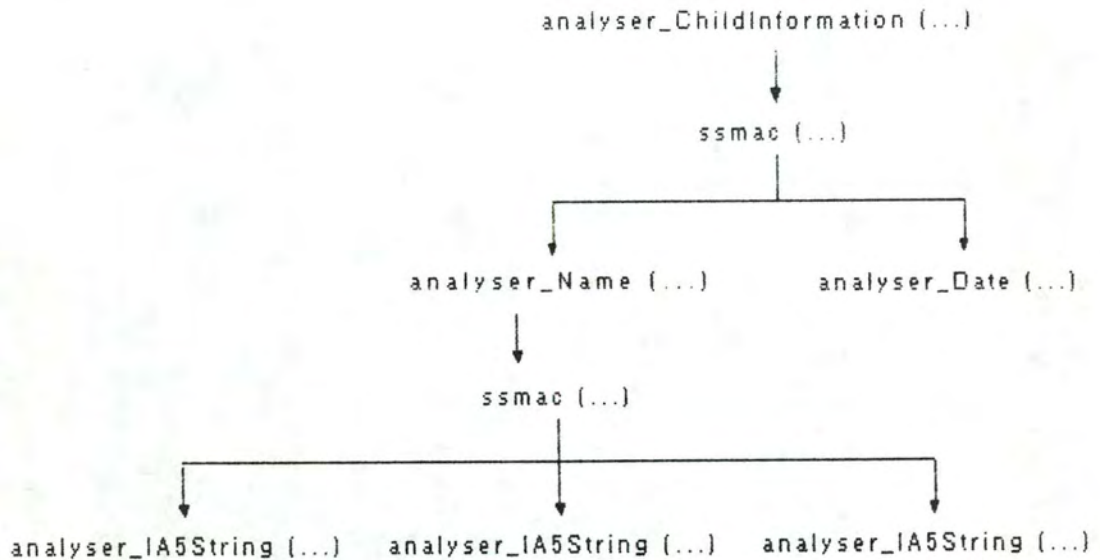 analyser_ChildInformation (...)
ssmac (...)
analyser_Name (...) analyser_Date (...)
ssmac (...)
analyser_IA5String (...) analyser_IA5String (...) analyser_IA5String (...)